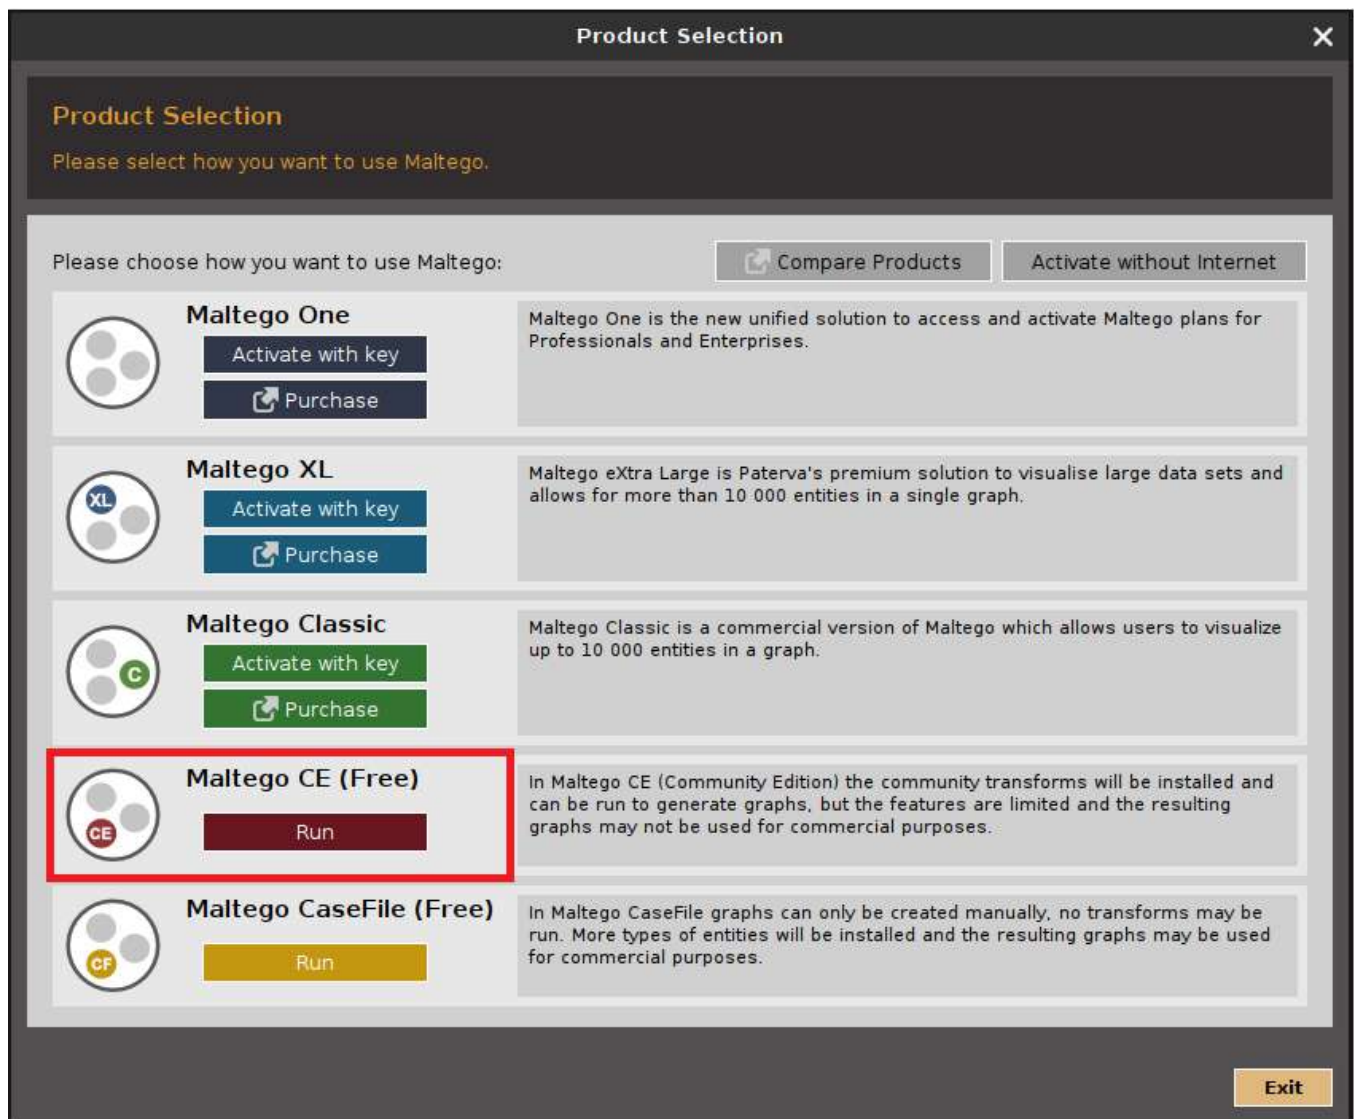 Product Selection
Product Selection
Please select how you want to use Maltego.
Please choose how you want to use Maltego:
Compare Products
Activate without Internet
Maltego One
Activate with key
Purchase
Maltego One is the new unified solution to access and activate Maltego plans for
Professionals and Enterprises.
XL
Maltego XL
Activate with key
Purchase
Maltego eXtra Large is Paterva's premium solution to visualise large data sets and
allows for more than 10 000 entities in a single graph.
C
Maltego Classic
Activate with key
Purchase
Maltego Classic is a commercial version of Maltego which allows users to visualize
up to 10 000 entities in a graph.
CE
Maltego CE (Free)
Run
In Maltego CE (Community Edition) the community transforms will be installed and
can be run to generate graphs, but the features are limited and the resulting
graphs may not be used for commercial purposes.
CF
Maltego CaseFile (Free)
Run
In Maltego CaseFile graphs can only be created manually, no transforms may be
run. More types of entities will be installed and the resulting graphs may be used
for commercial purposes.
Exit